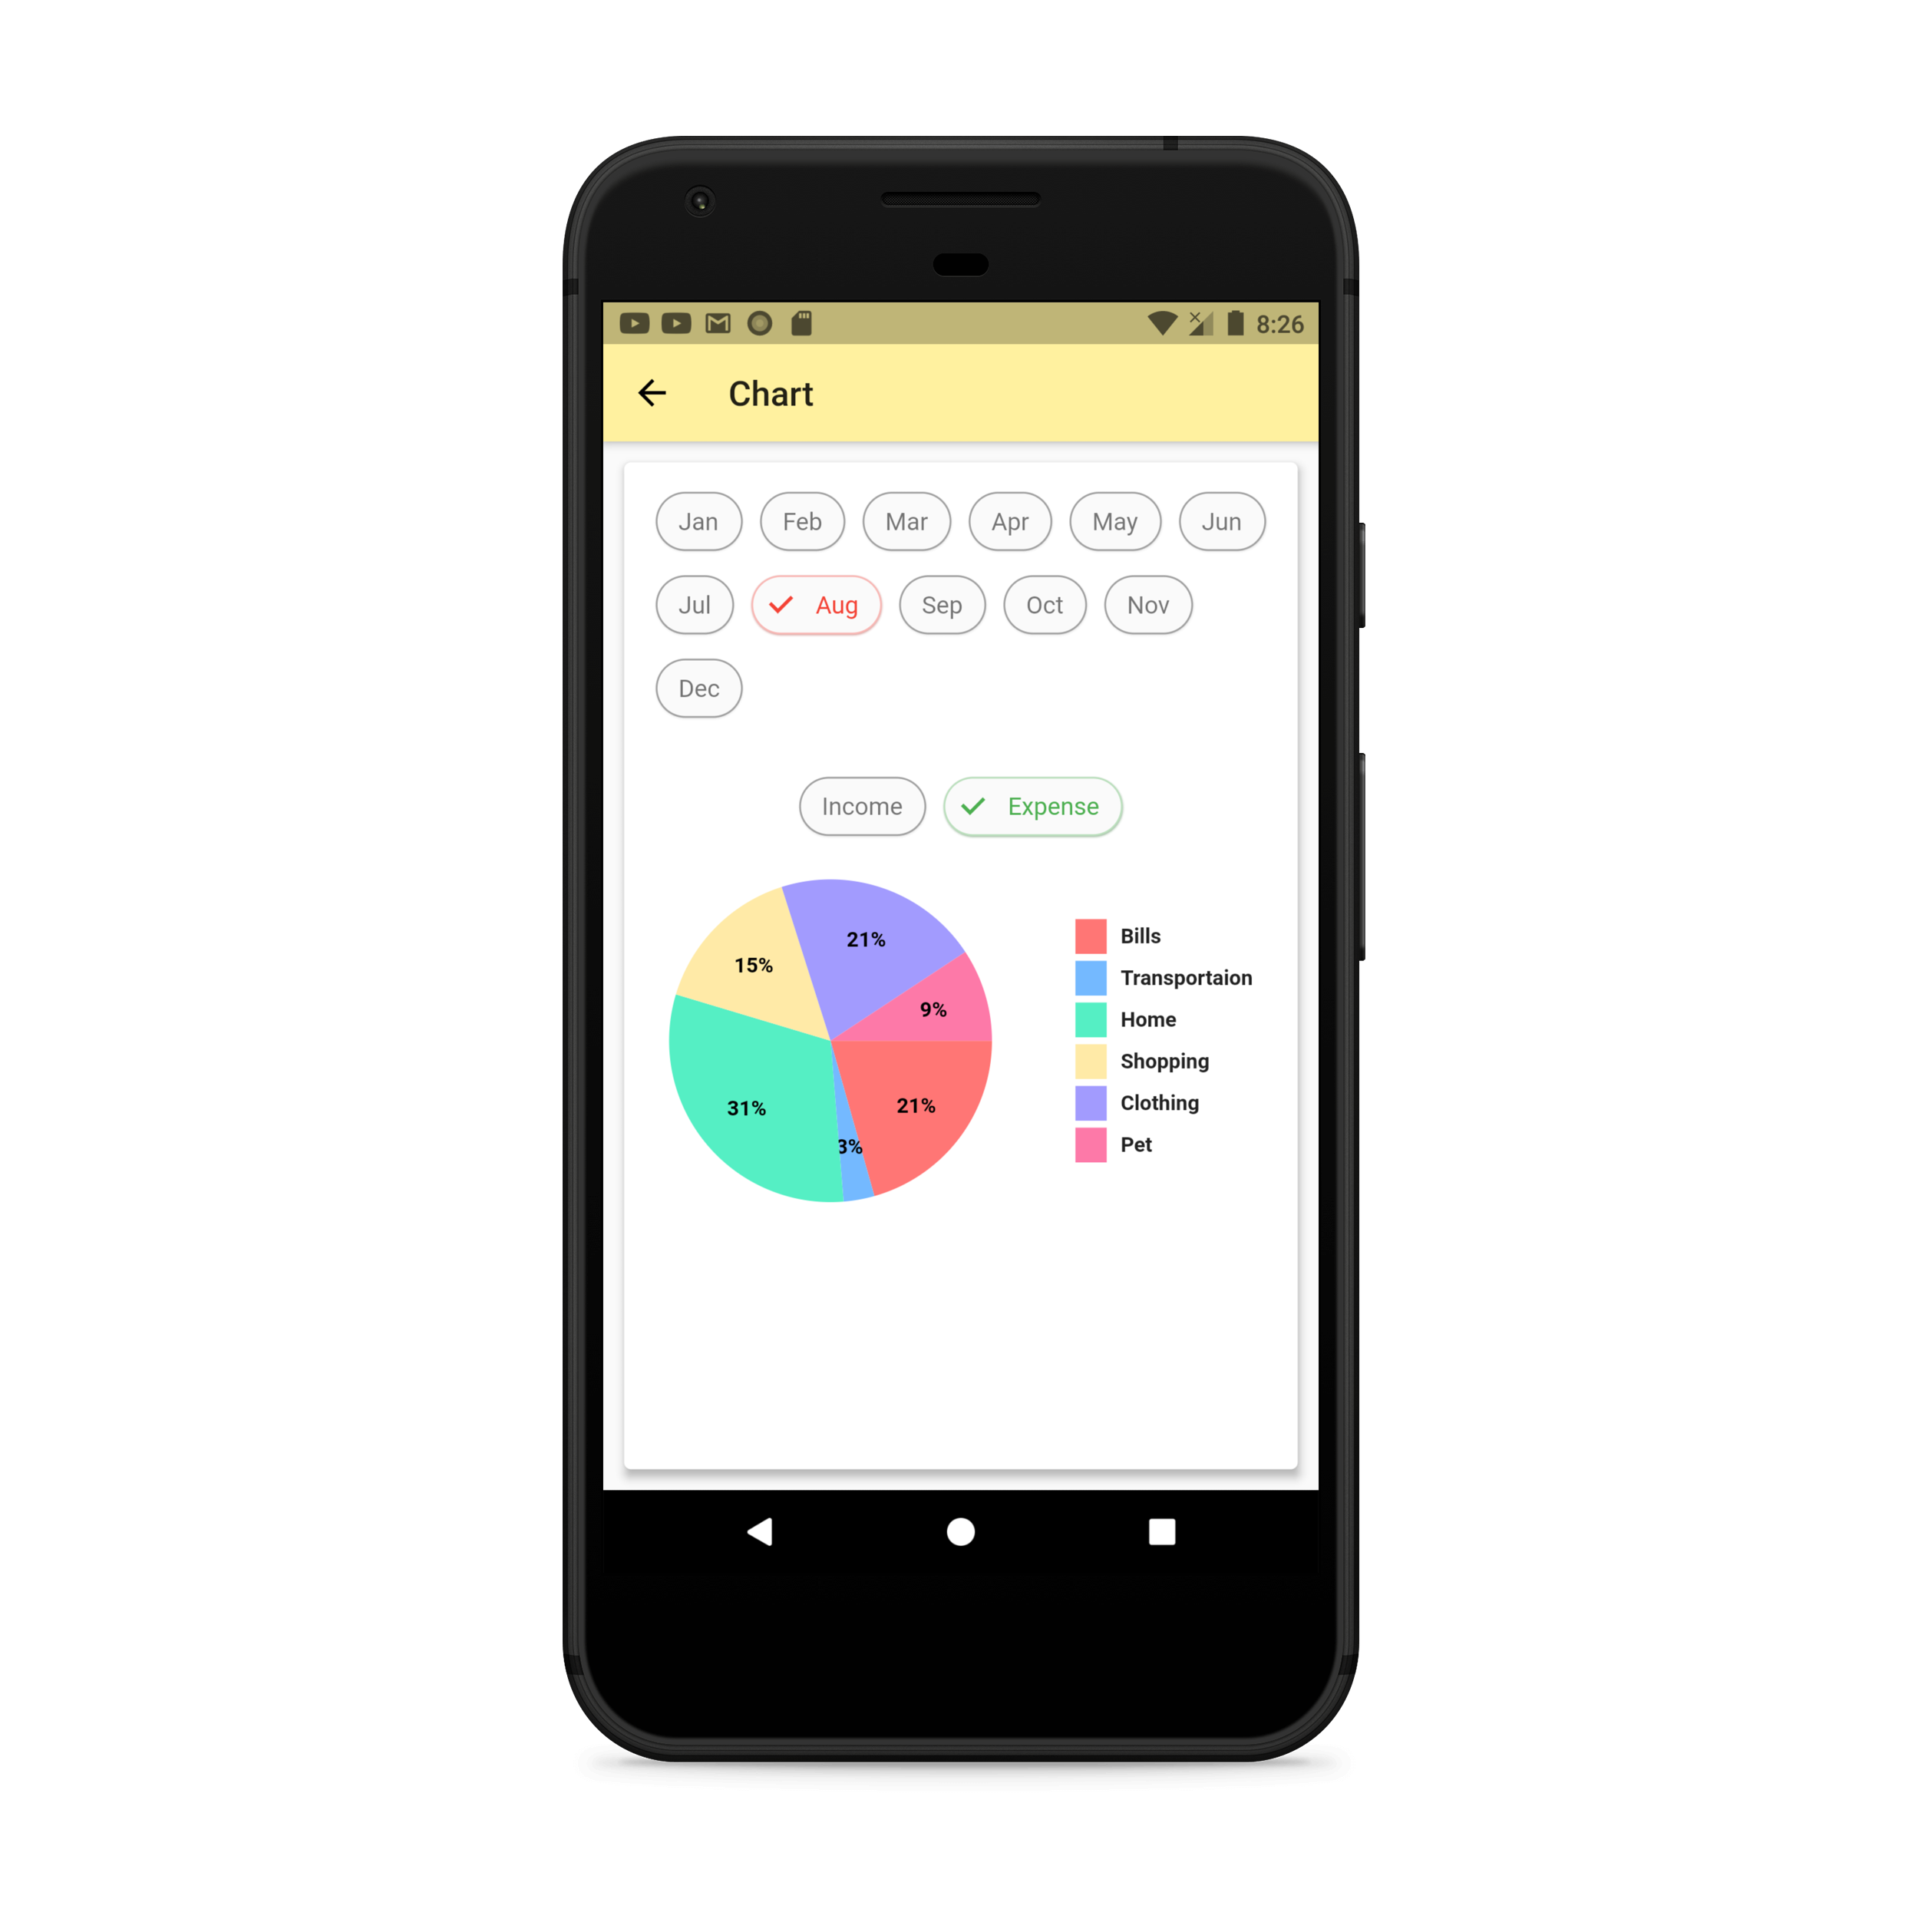 8:26
Chart
Jan Feb Mar Apr May Jun
Jul Aug Sep Oct Nov
Dec
Income Expense
21%
15%
9%
31%
21%
3%
Bills
Transportaion
Home
Shopping
Clothing
Pet